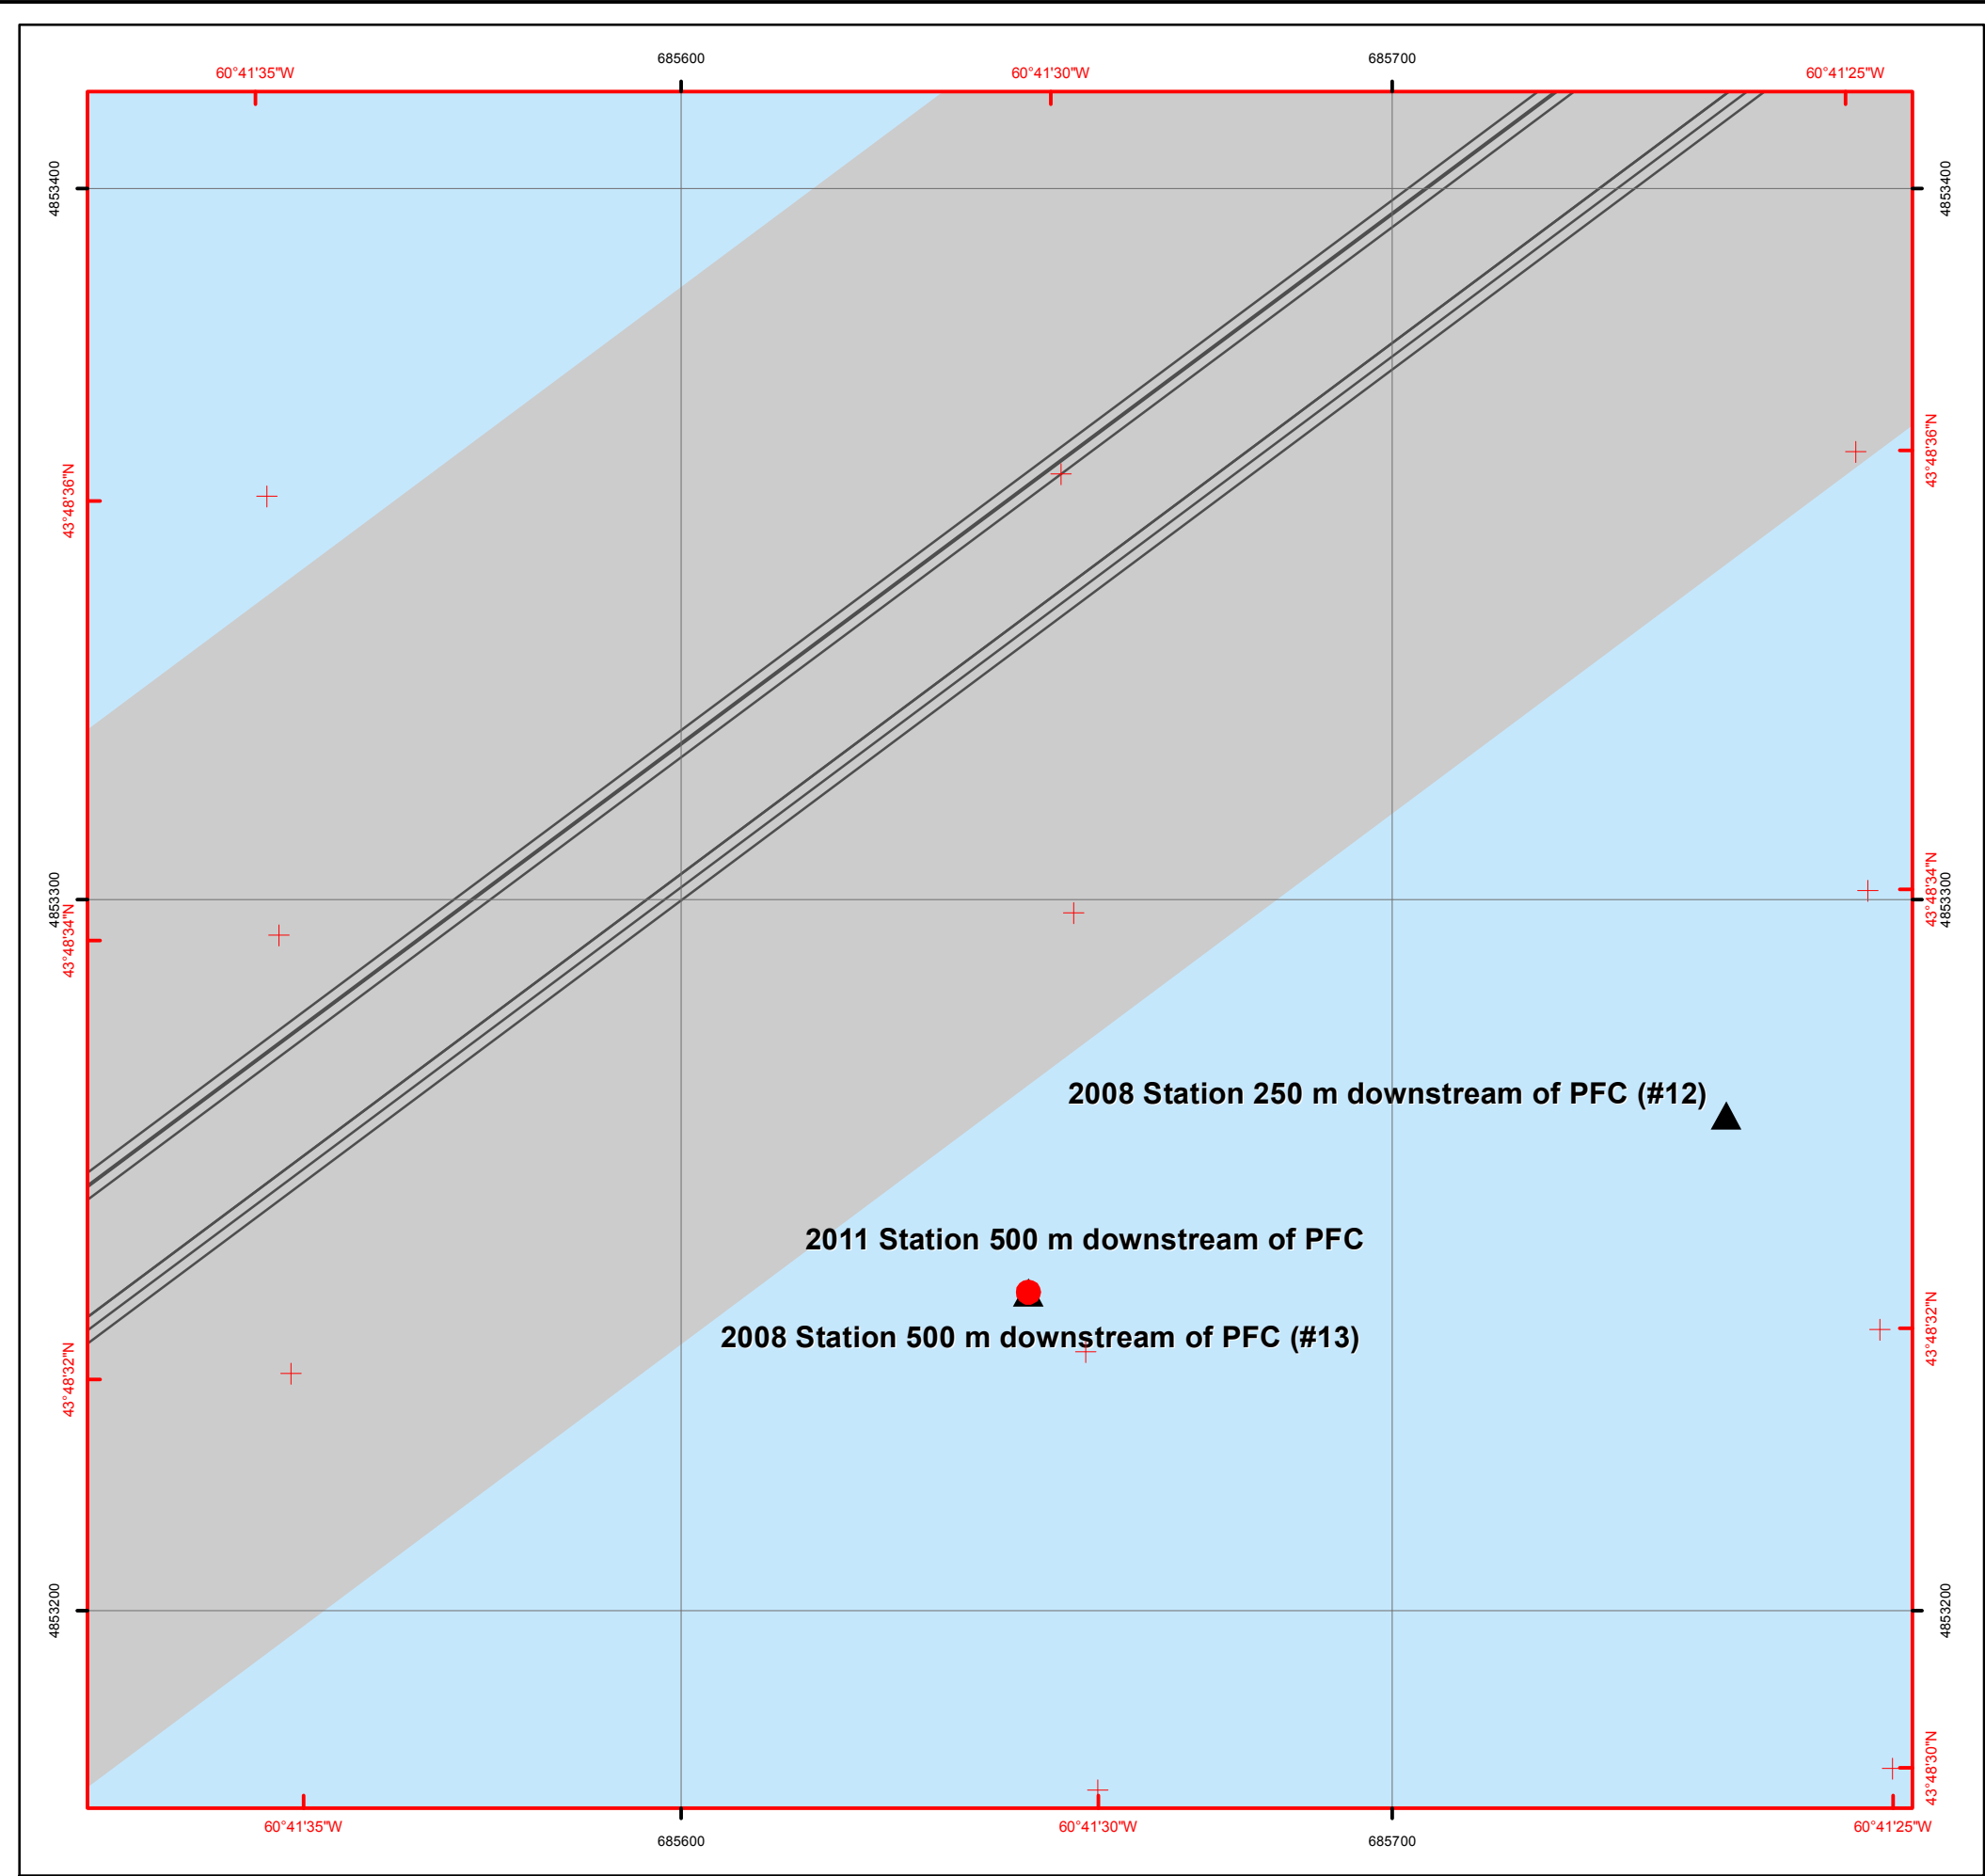 685600
685700
60°41'35"W
60°41'30"W
60°41'25"W
4853400
4853400
43°48'36"N
43°48'36"N
4853300
4853300
43°48'34"N
43°48'34"N
2008 Station 250 m downstream of PFC (#12)
2011 Station 500 m downstream of PFC
2008 Station 500 m downstream of PFC (#13)
43°48'32"N
43°48'32"N
4853200
4853200
43°48'30"N
60°41'35"W
60°41'30"W
60°41'25"W
685600
685700